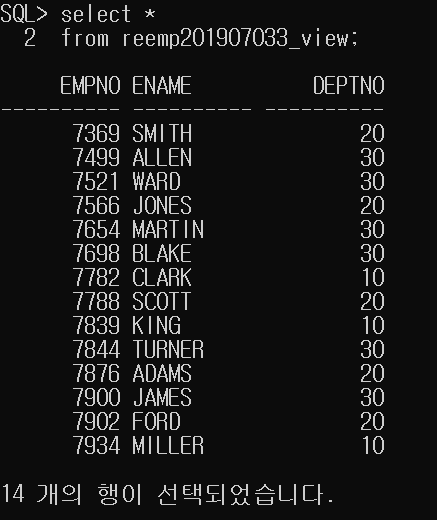 SQL> select *
  2  from reemp201907033_view;
     EMPNO ENAME          DEPTNO
---------- ---------- ----------
      7369 SMITH              20
      7499 ALLEN              30
      7521 WARD               30
      7566 JONES              20
      7654 MARTIN             30
      7698 BLAKE              30
      7782 CLARK              10
      7788 SCOTT              20
      7839 KING               10
      7844 TURNER             30
      7876 ADAMS              20
      7900 JAMES              30
      7902 FORD               20
      7934 MILLER             10
14 개의 행이 선택되었습니다.